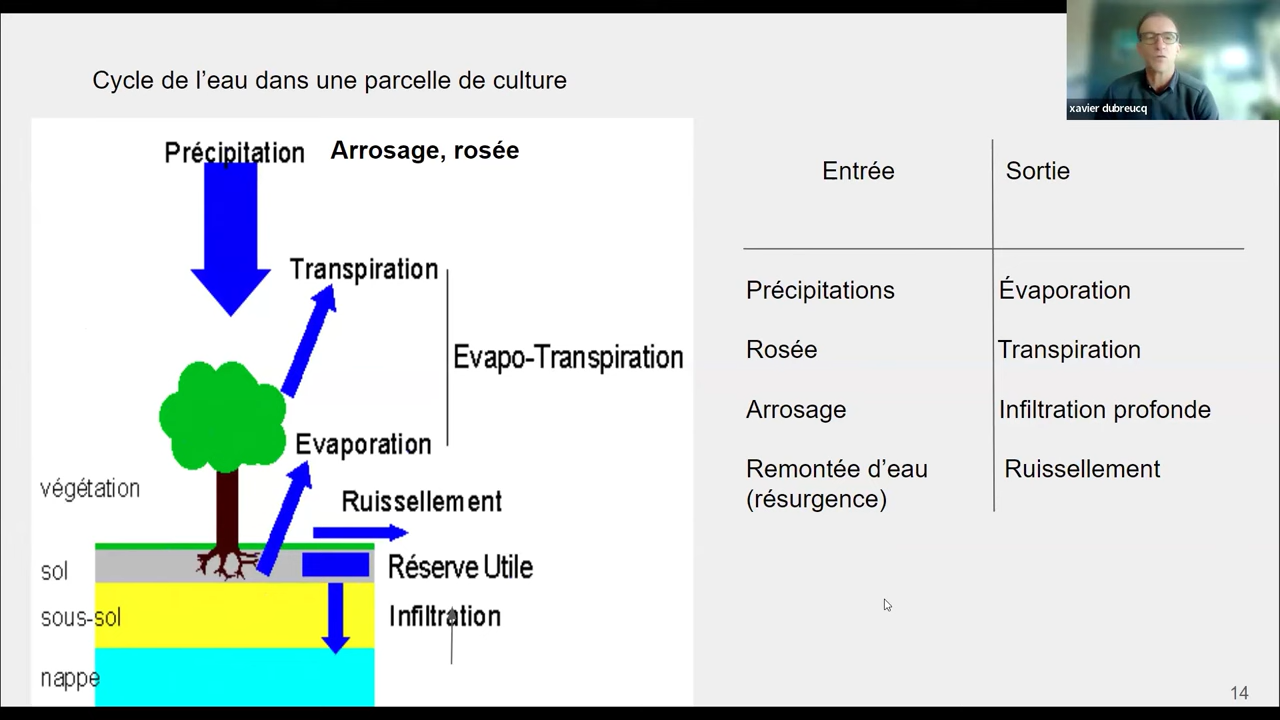 xavier dubreucq
Cycle de l’eau dans une parcelle de culture
Précipitation
Arrosage, rosée
Transpiration
Evapo-Transpiration
Evaporation
végétation
Ruissellement
sol
Réserve Utile
sous-sol
Infiltration
nappe
Entrée
Sortie
Précipitations
Évaporation
Rosée
Transpiration
Arrosage
Infiltration profonde
Remontée d’eau
(résurgence)
Ruissellement
14